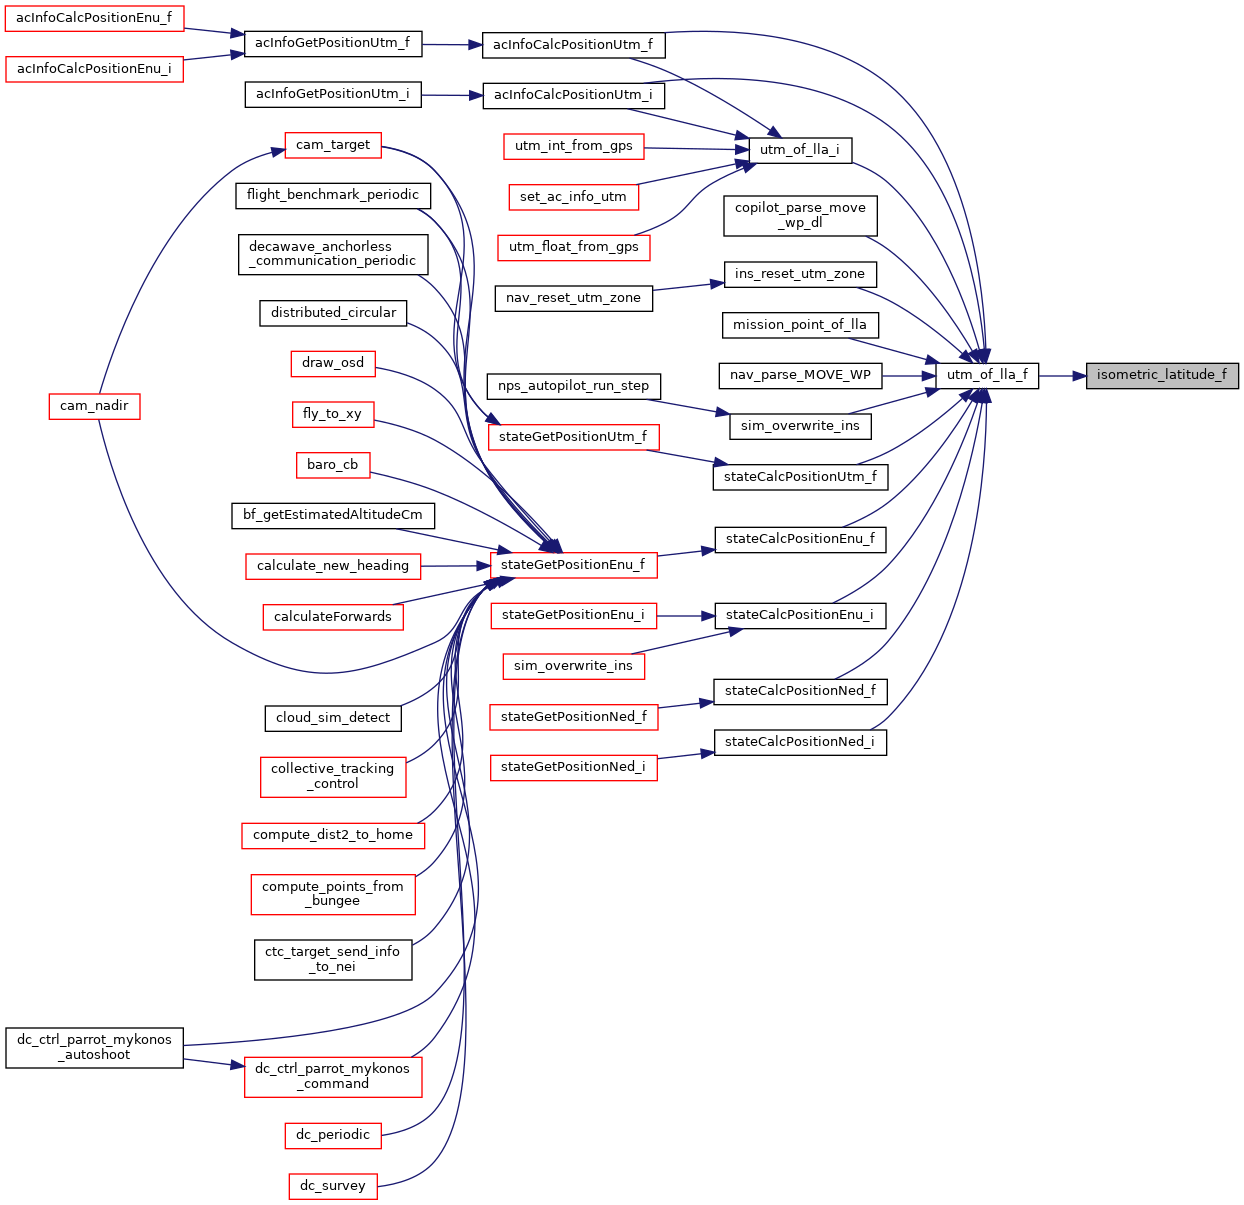 acInfoCalcPositionEnu_f
acInfoCalcPositionEnu_i
cam_nadir
dc_ctrl_parrot_mykonos
_autoshoot
acInfoGetPositionUtm_f
acInfoGetPositionUtm_i
cam_target
flight_benchmark_periodic
decawave_anchorless
_communication_periodic
distributed_circular
draw_osd
fly_to_xy
baro_cb
bf_getEstimatedAltitudeCm
calculate_new_heading
calculateForwards
cloud_sim_detect
collective_tracking
_control
compute_dist2_to_home
compute_points_from
_bungee
ctc_target_send_info
_to_nei
dc_ctrl_parrot_mykonos
_command
dc_periodic
dc_survey
acInfoCalcPositionUtm_f
acInfoCalcPositionUtm_i
utm_int_from_gps
set_ac_info_utm
utm_float_from_gps
nav_reset_utm_zone
nps_autopilot_run_step
stateGetPositionUtm_f
stateGetPositionEnu_f
stateGetPositionEnu_i
sim_overwrite_ins
stateGetPositionNed_f
stateGetPositionNed_i
utm_of_lla_i
copilot_parse_move
_wp_dl
ins_reset_utm_zone
mission_point_of_lla
nav_parse_MOVE_WP
sim_overwrite_ins
stateCalcPositionUtm_f
stateCalcPositionEnu_f
stateCalcPositionEnu_i
stateCalcPositionNed_f
stateCalcPositionNed_i
utm_of_lla_f
isometric_latitude_f